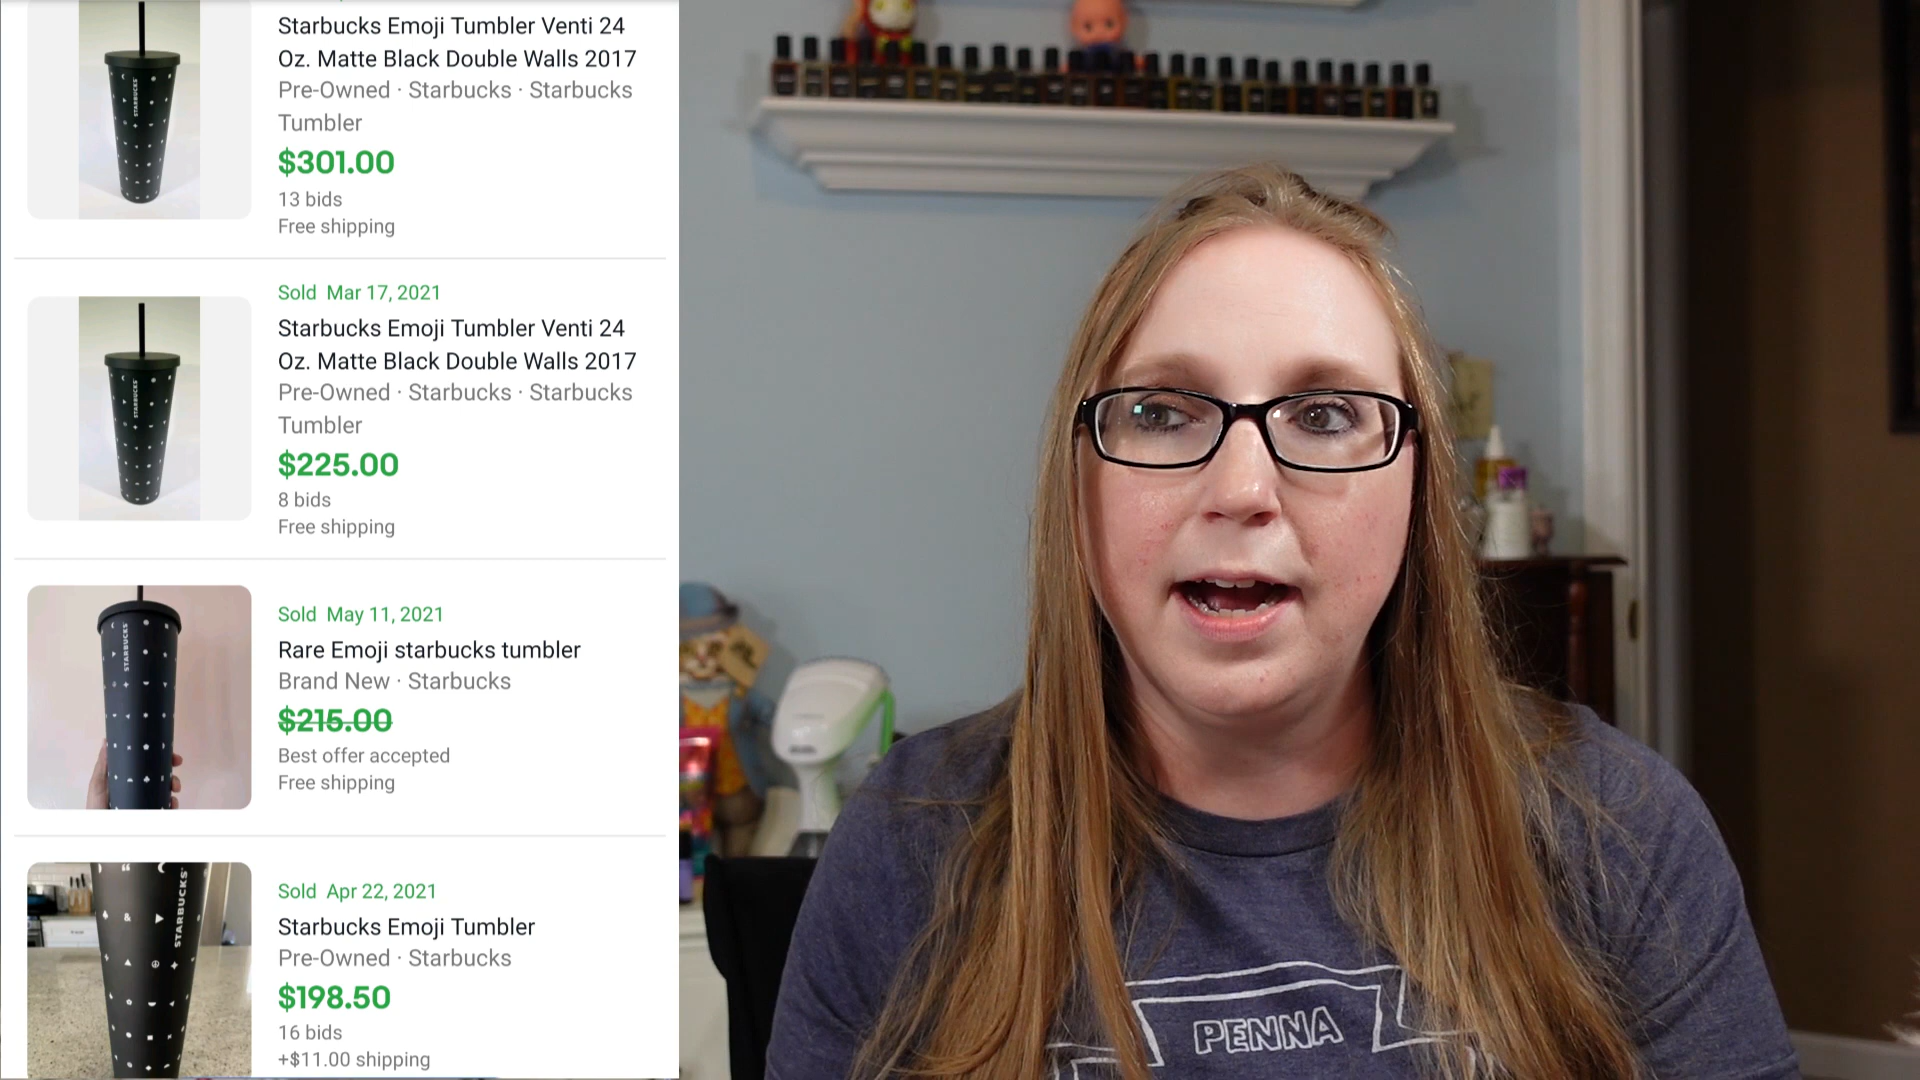 Starbucks Emoji Tumbler Venti 24
Oz. Matte Black Double Walls 2017
Pre-Owned · Starbucks · Starbucks
Tumbler
$301.00
13 bids
Free shipping
STARBUCKS
Sold Mar 17, 2021
Starbucks Emoji Tumbler Venti 24
Oz. Matte Black Double Walls 2017
Pre-Owned · Starbucks · Starbucks
Tumbler
$225.00
8 bids
Free shipping
STARBUCKS
Sold May 11, 2021
Rare Emoji starbucks tumbler
Brand New · Starbucks
$215.00
Best offer accepted
Free shipping
STARBUCKS
Sold Apr 22, 2021
Starbucks Emoji Tumbler
Pre-Owned · Starbucks
$198.50
16 bids
+$11.00 shipping
STARBUCKS
PENNA